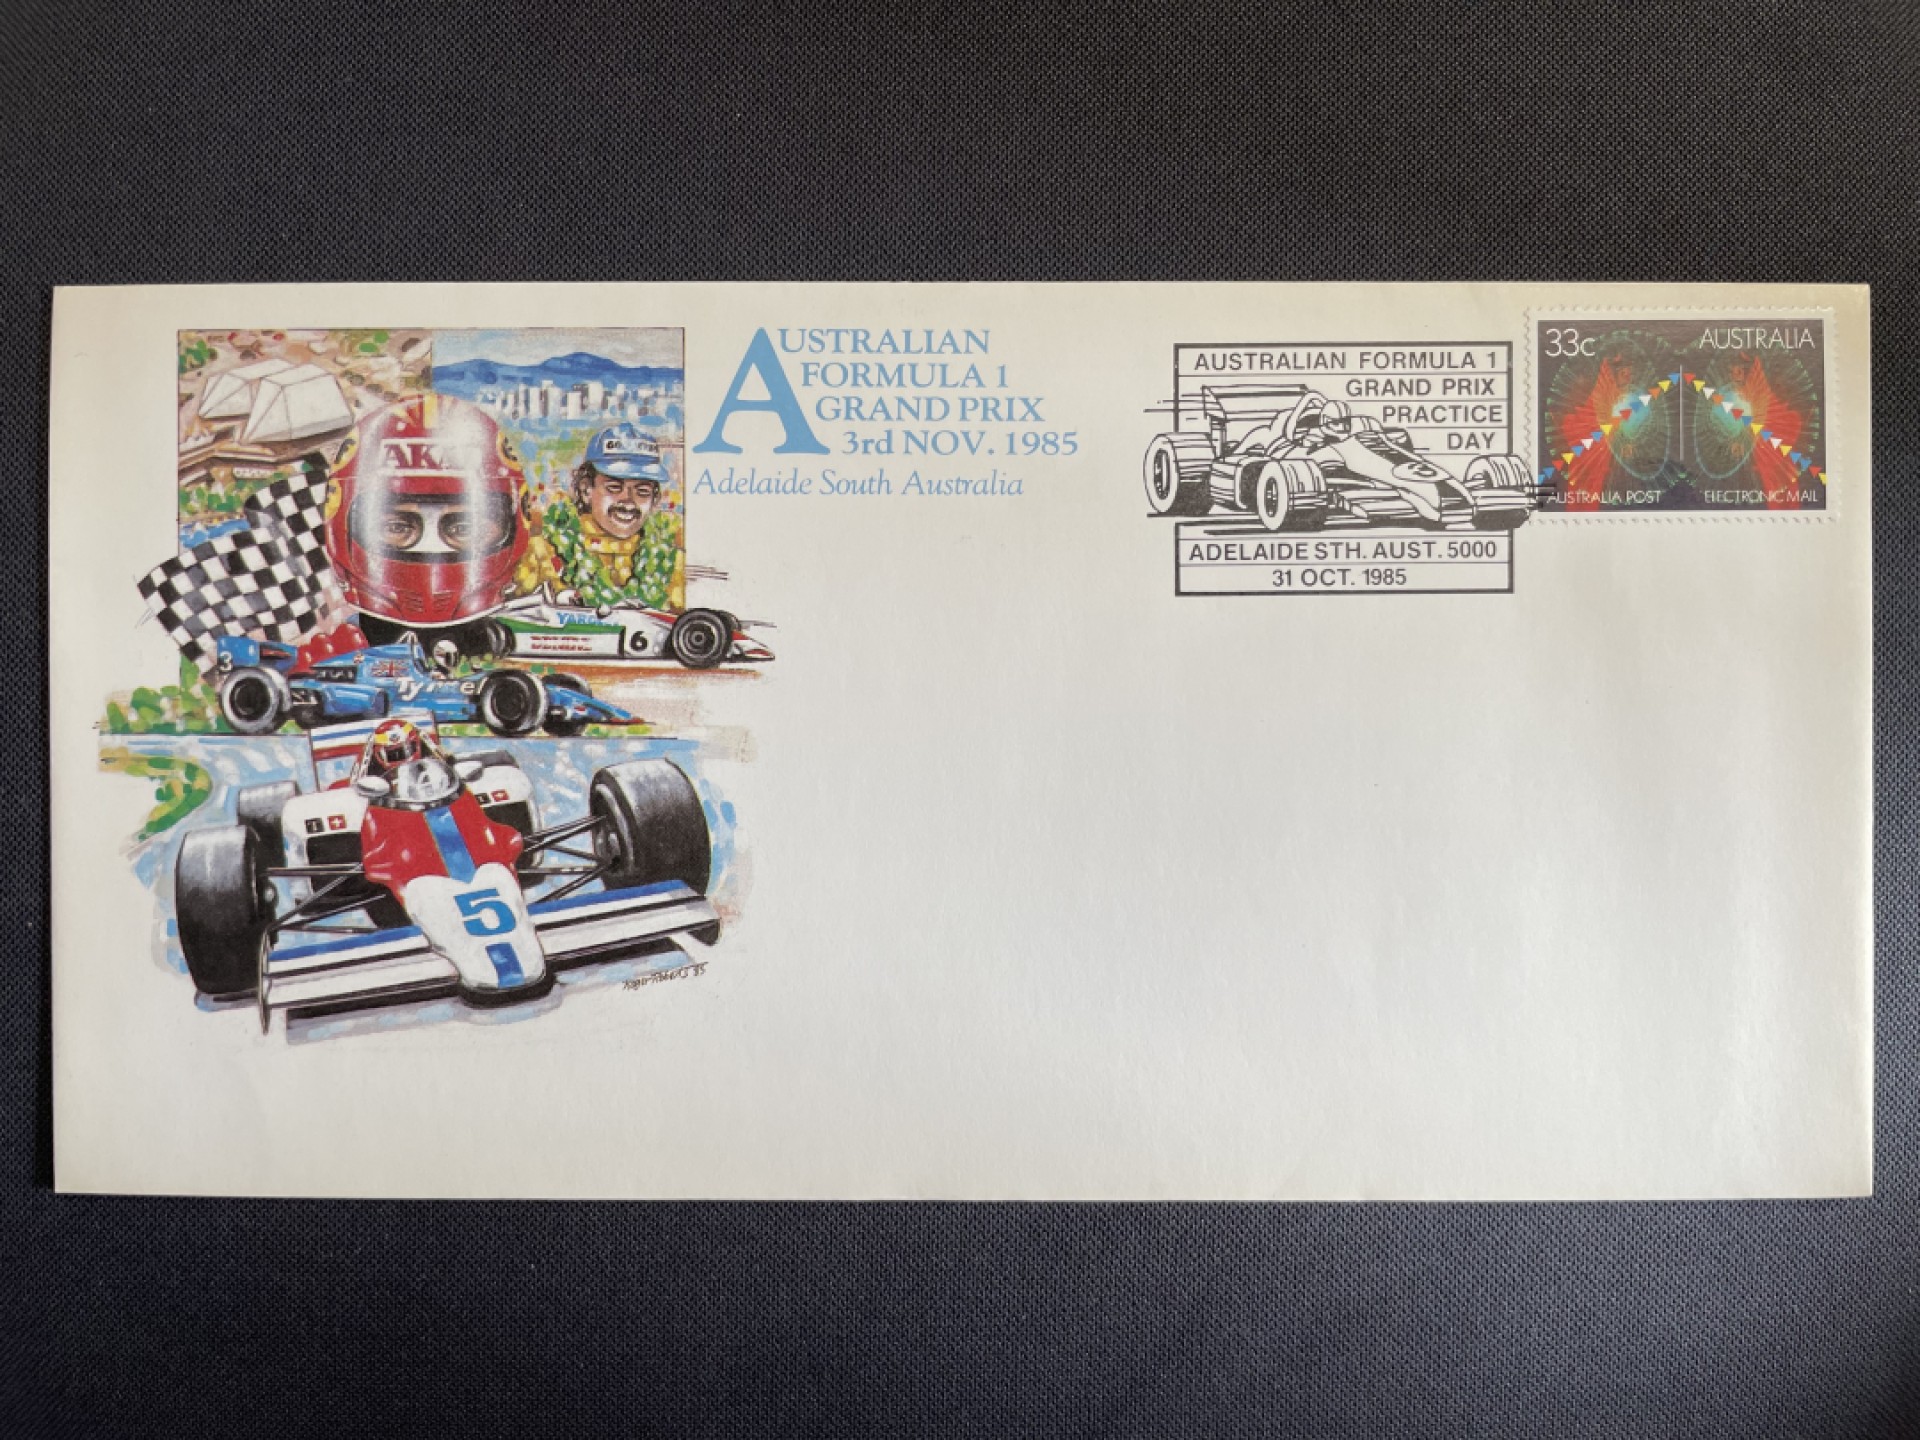 AUSTRALIAN
FORMULA 1
GRAND PRIX
3rd NOV. 1985
Adelaide South Australia
AUSTRALIAN FORMULA 1
GRAND PRIX
PRACTICE
DAY
2
ADELAIDE STH. AUST. 5000
31 OCT. 1985
33c
AUSTRALIA
AUSTRALIA POST
ELECTRONIC MAIL
6
3
5